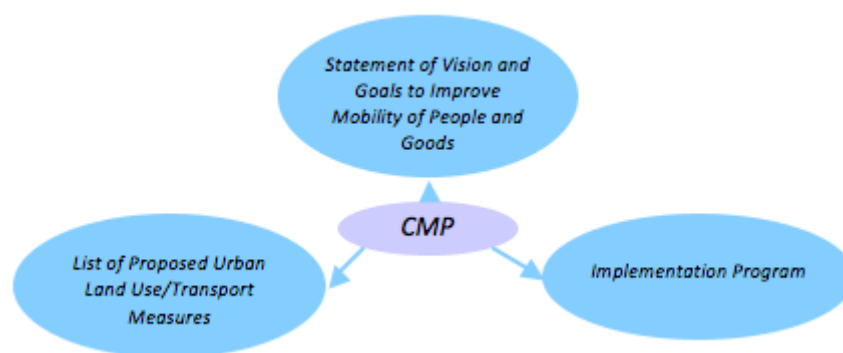 Statement of Vision and
Goals to Improve
Mobility of People and
Goods
CMP
List of Proposed Urban
Land Use/Transport
Measures
Implementation Program